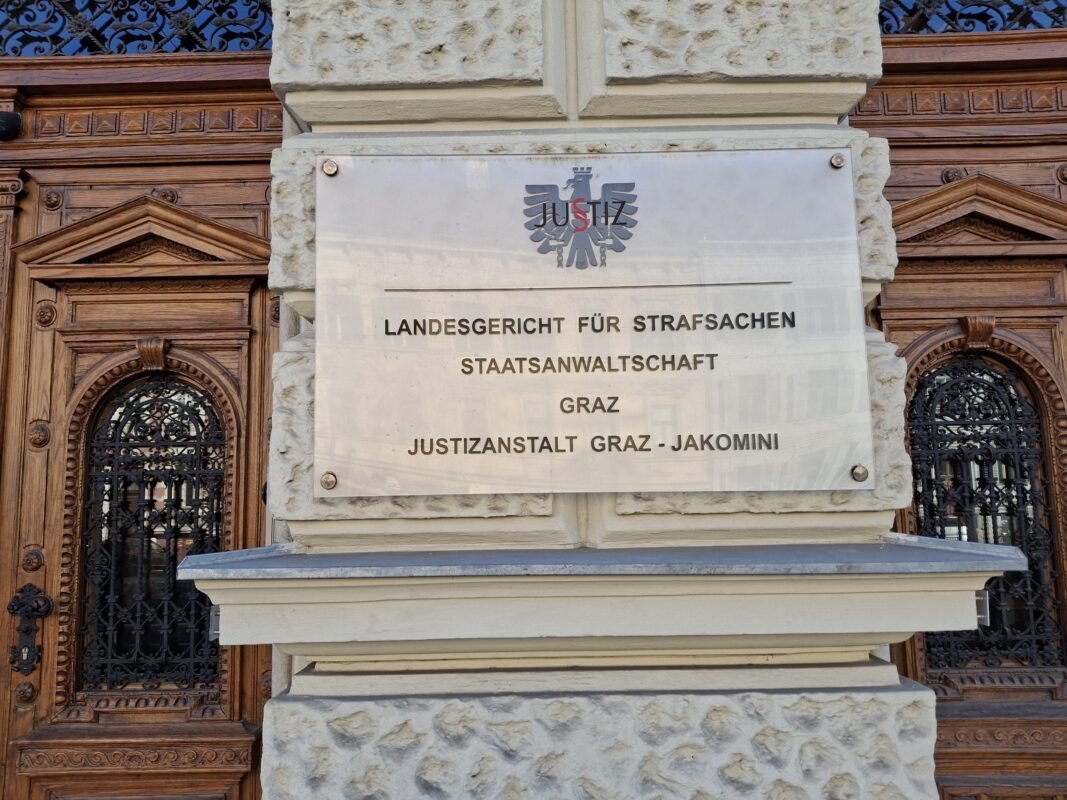 JUSTIZ
LANDESGERICHT FÜR STRAFSACHEN
STAATSANWALTSCHAFT
GRAZ
JUSTIZANSTALT GRAZ - JAKOMINI